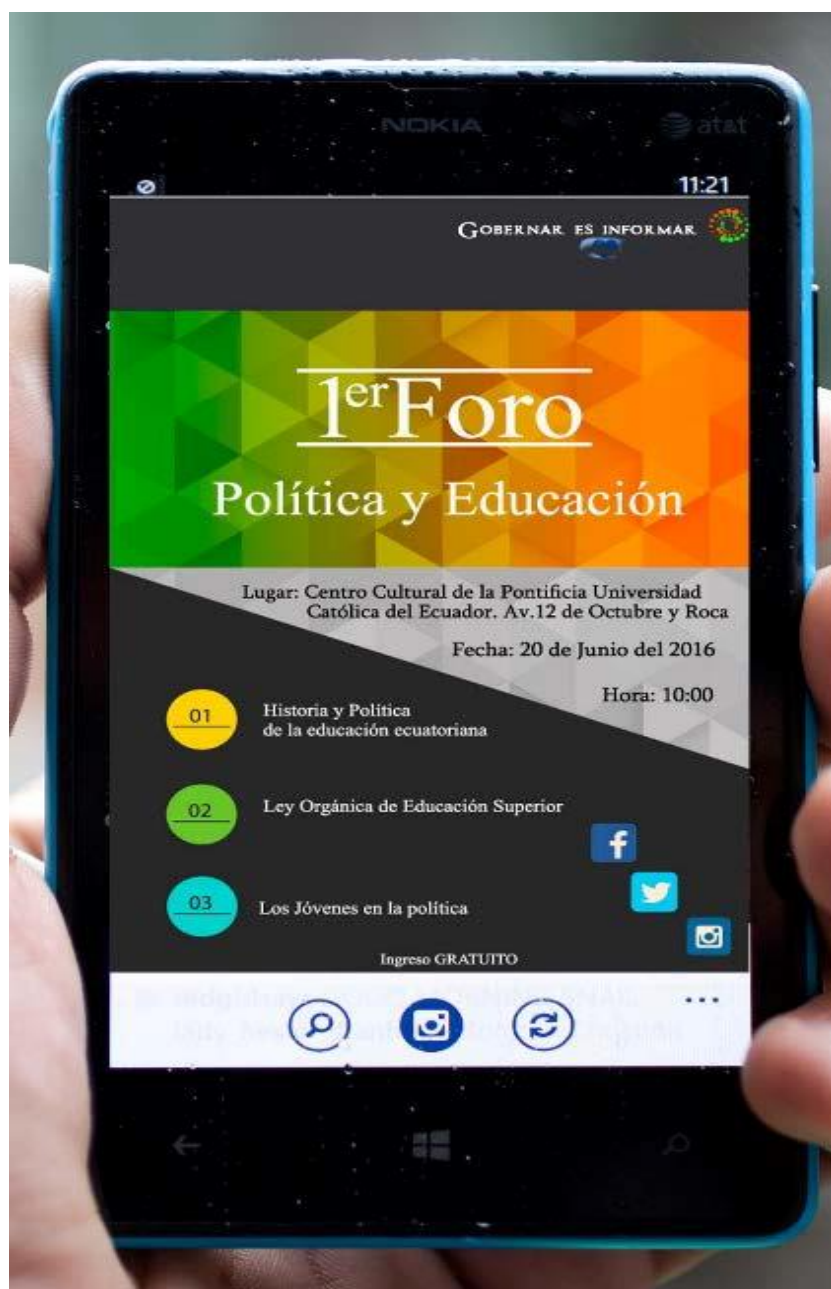 NOKIA
at&t
11:21
GOBERNAR ES INFORMAR
1er Foro
Política y Educación
Lugar: Centro Cultural de la Pontificia Universidad
Católica del Ecuador. Av.12 de Octubre y Roca
Fecha: 20 de Junio del 2016
Hora: 10:00
01
Historia y Política
de la educación ecuatoriana
02
Ley Orgánica de Educación Superior
03
Los Jóvenes en la política
Ingreso GRATUITO